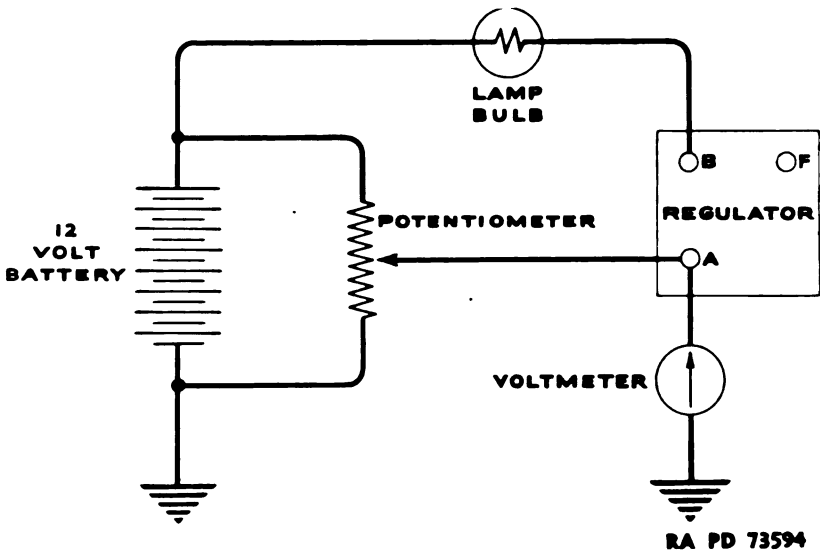 LAMP
BULB
B
F
REGULATOR
12
VOLT
BATTERY
POTENTIOMETER
A
VOLTMETER
RA PD 73594